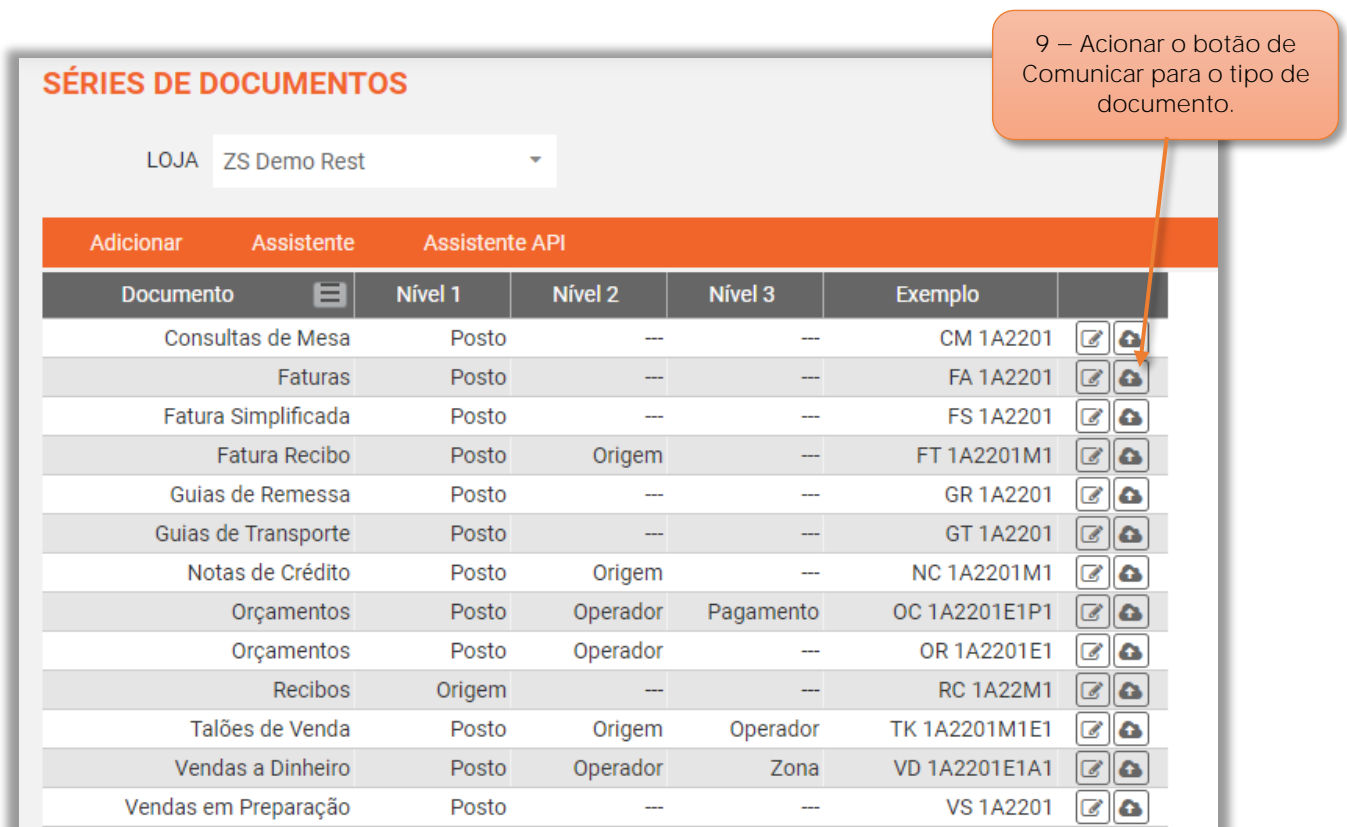 9 – Acionar o botão de
Comunicar para o tipo de
documento.
SÉRIES DE DOCUMENTOS
LOJA ZS Demo Rest
Adicionar Assistente Assistente API
Documento Nível 1 Nível 2 Nível 3 Exemplo
Consultas de Mesa Posto --- --- CM 1A2201
Faturas Posto --- --- FA 1A2201
Fatura Simplificada Posto --- --- FS 1A2201
Fatura Recibo Posto Origem --- FT 1A2201M1
Guias de Remessa Posto --- --- GR 1A2201
Guias de Transporte Posto --- --- GT 1A2201
Notas de Crédito Posto Origem --- NC 1A2201M1
Orçamentos Posto Operador Pagamento OC 1A2201E1P1
Orçamentos Posto Operador --- OR 1A2201E1
Recibos Origem --- --- RC 1A22M1
Talões de Venda Posto Origem Operador TK 1A2201M1E1
Vendas a Dinheiro Posto Operador Zona VD 1A2201E1A1
Vendas em Preparação Posto --- --- VS 1A2201